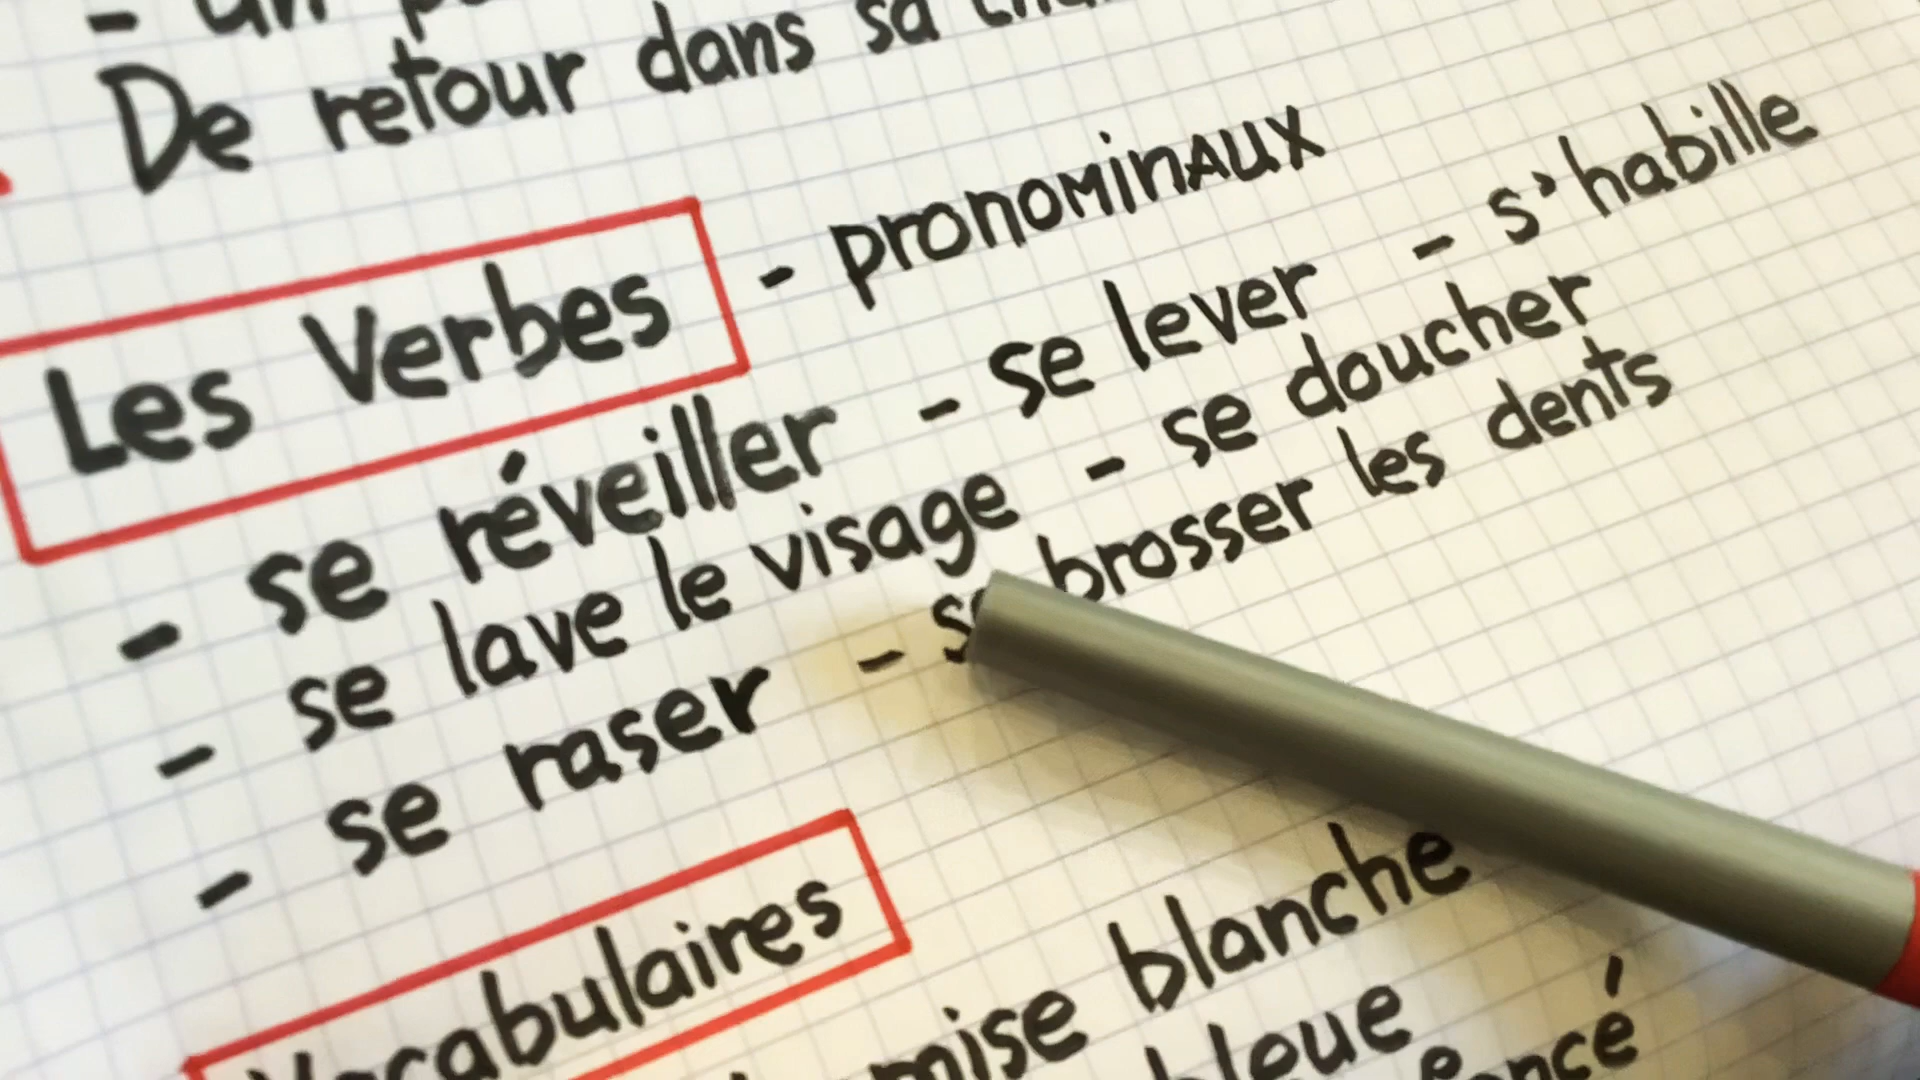 - un
De retour dans sa
Les Verbes - pronominaux
- se réveiller - se lever - s'habille
- se lave le visage - se doucher
- se raser - se brosser les dents
Vocabulaires
blanche
bleue